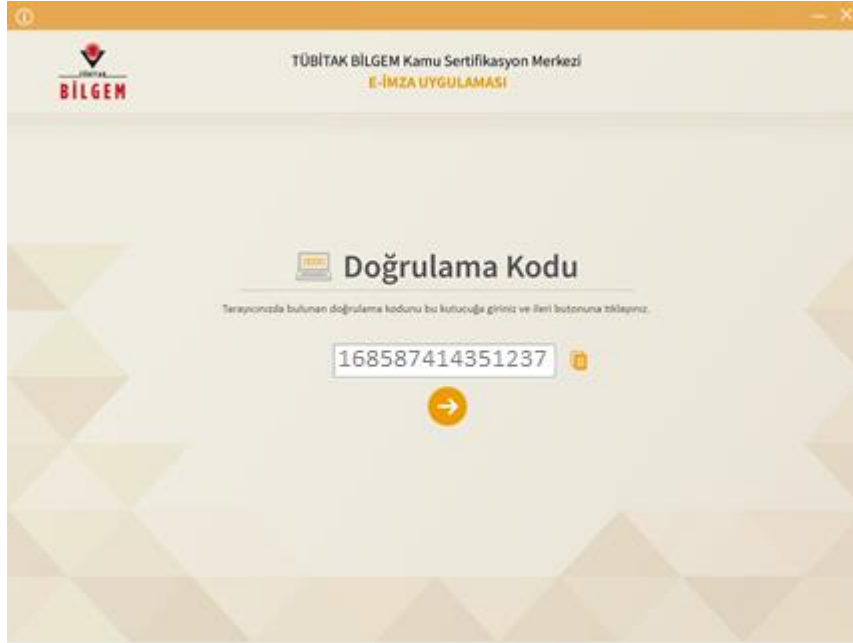 TÜBİTAK
BİLGEM
TÜBİTAK BİLGEM Kamu Sertifikasyon Merkezi
E-İMZA UYGULAMASI
Doğrulama Kodu
Tarayıcınızda bulunan doğrulama kodunu bu kutucuğa giriniz ve ileri butonuna tıklayınız.
168587414351237